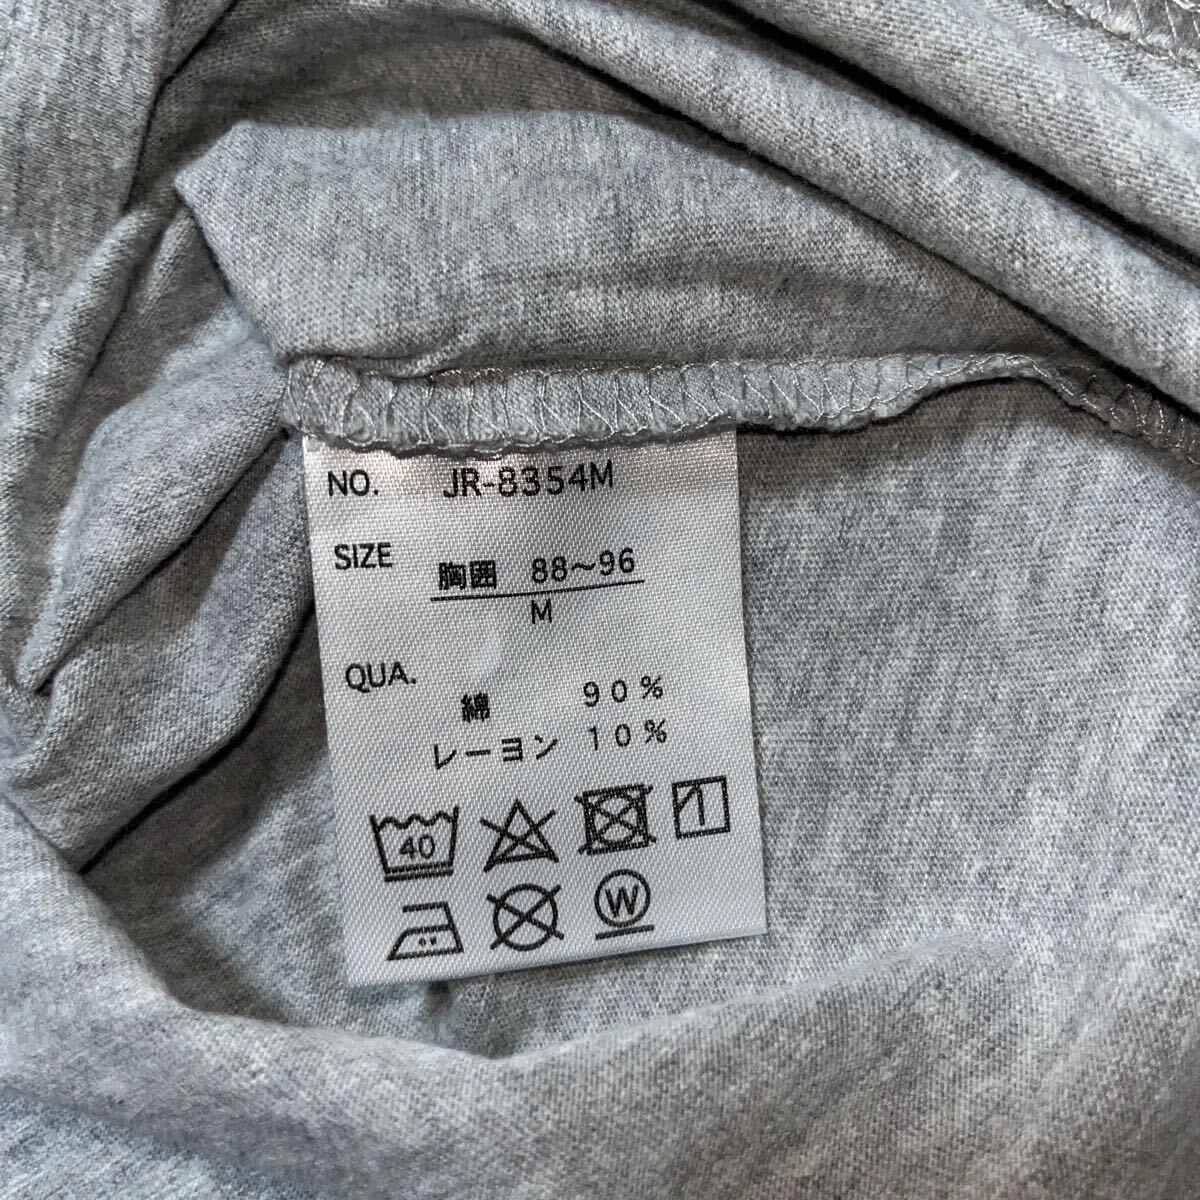 NO. JR-8354M
SIZE 胸囲 88～96
M
QUA.
綿 90%
レーヨン 10%
40
W